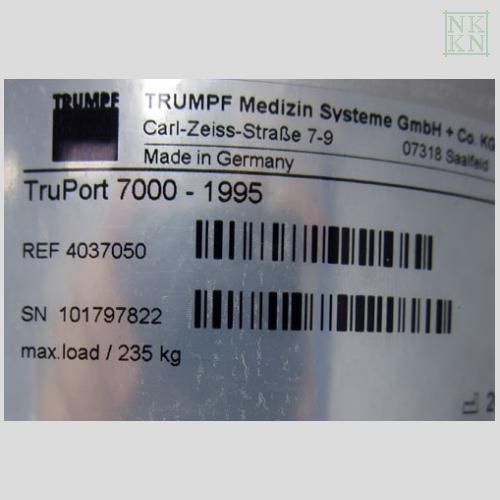 NK
KN
TRUMPF
TRUMPF Medizin Systeme GmbH + Co. KG
Carl-Zeiss-Straße 7-9
07318 Saalfeld
Made in Germany
TruPort 7000 - 1995
REF 4037050
SN 101797822
max.load / 235 kg
2